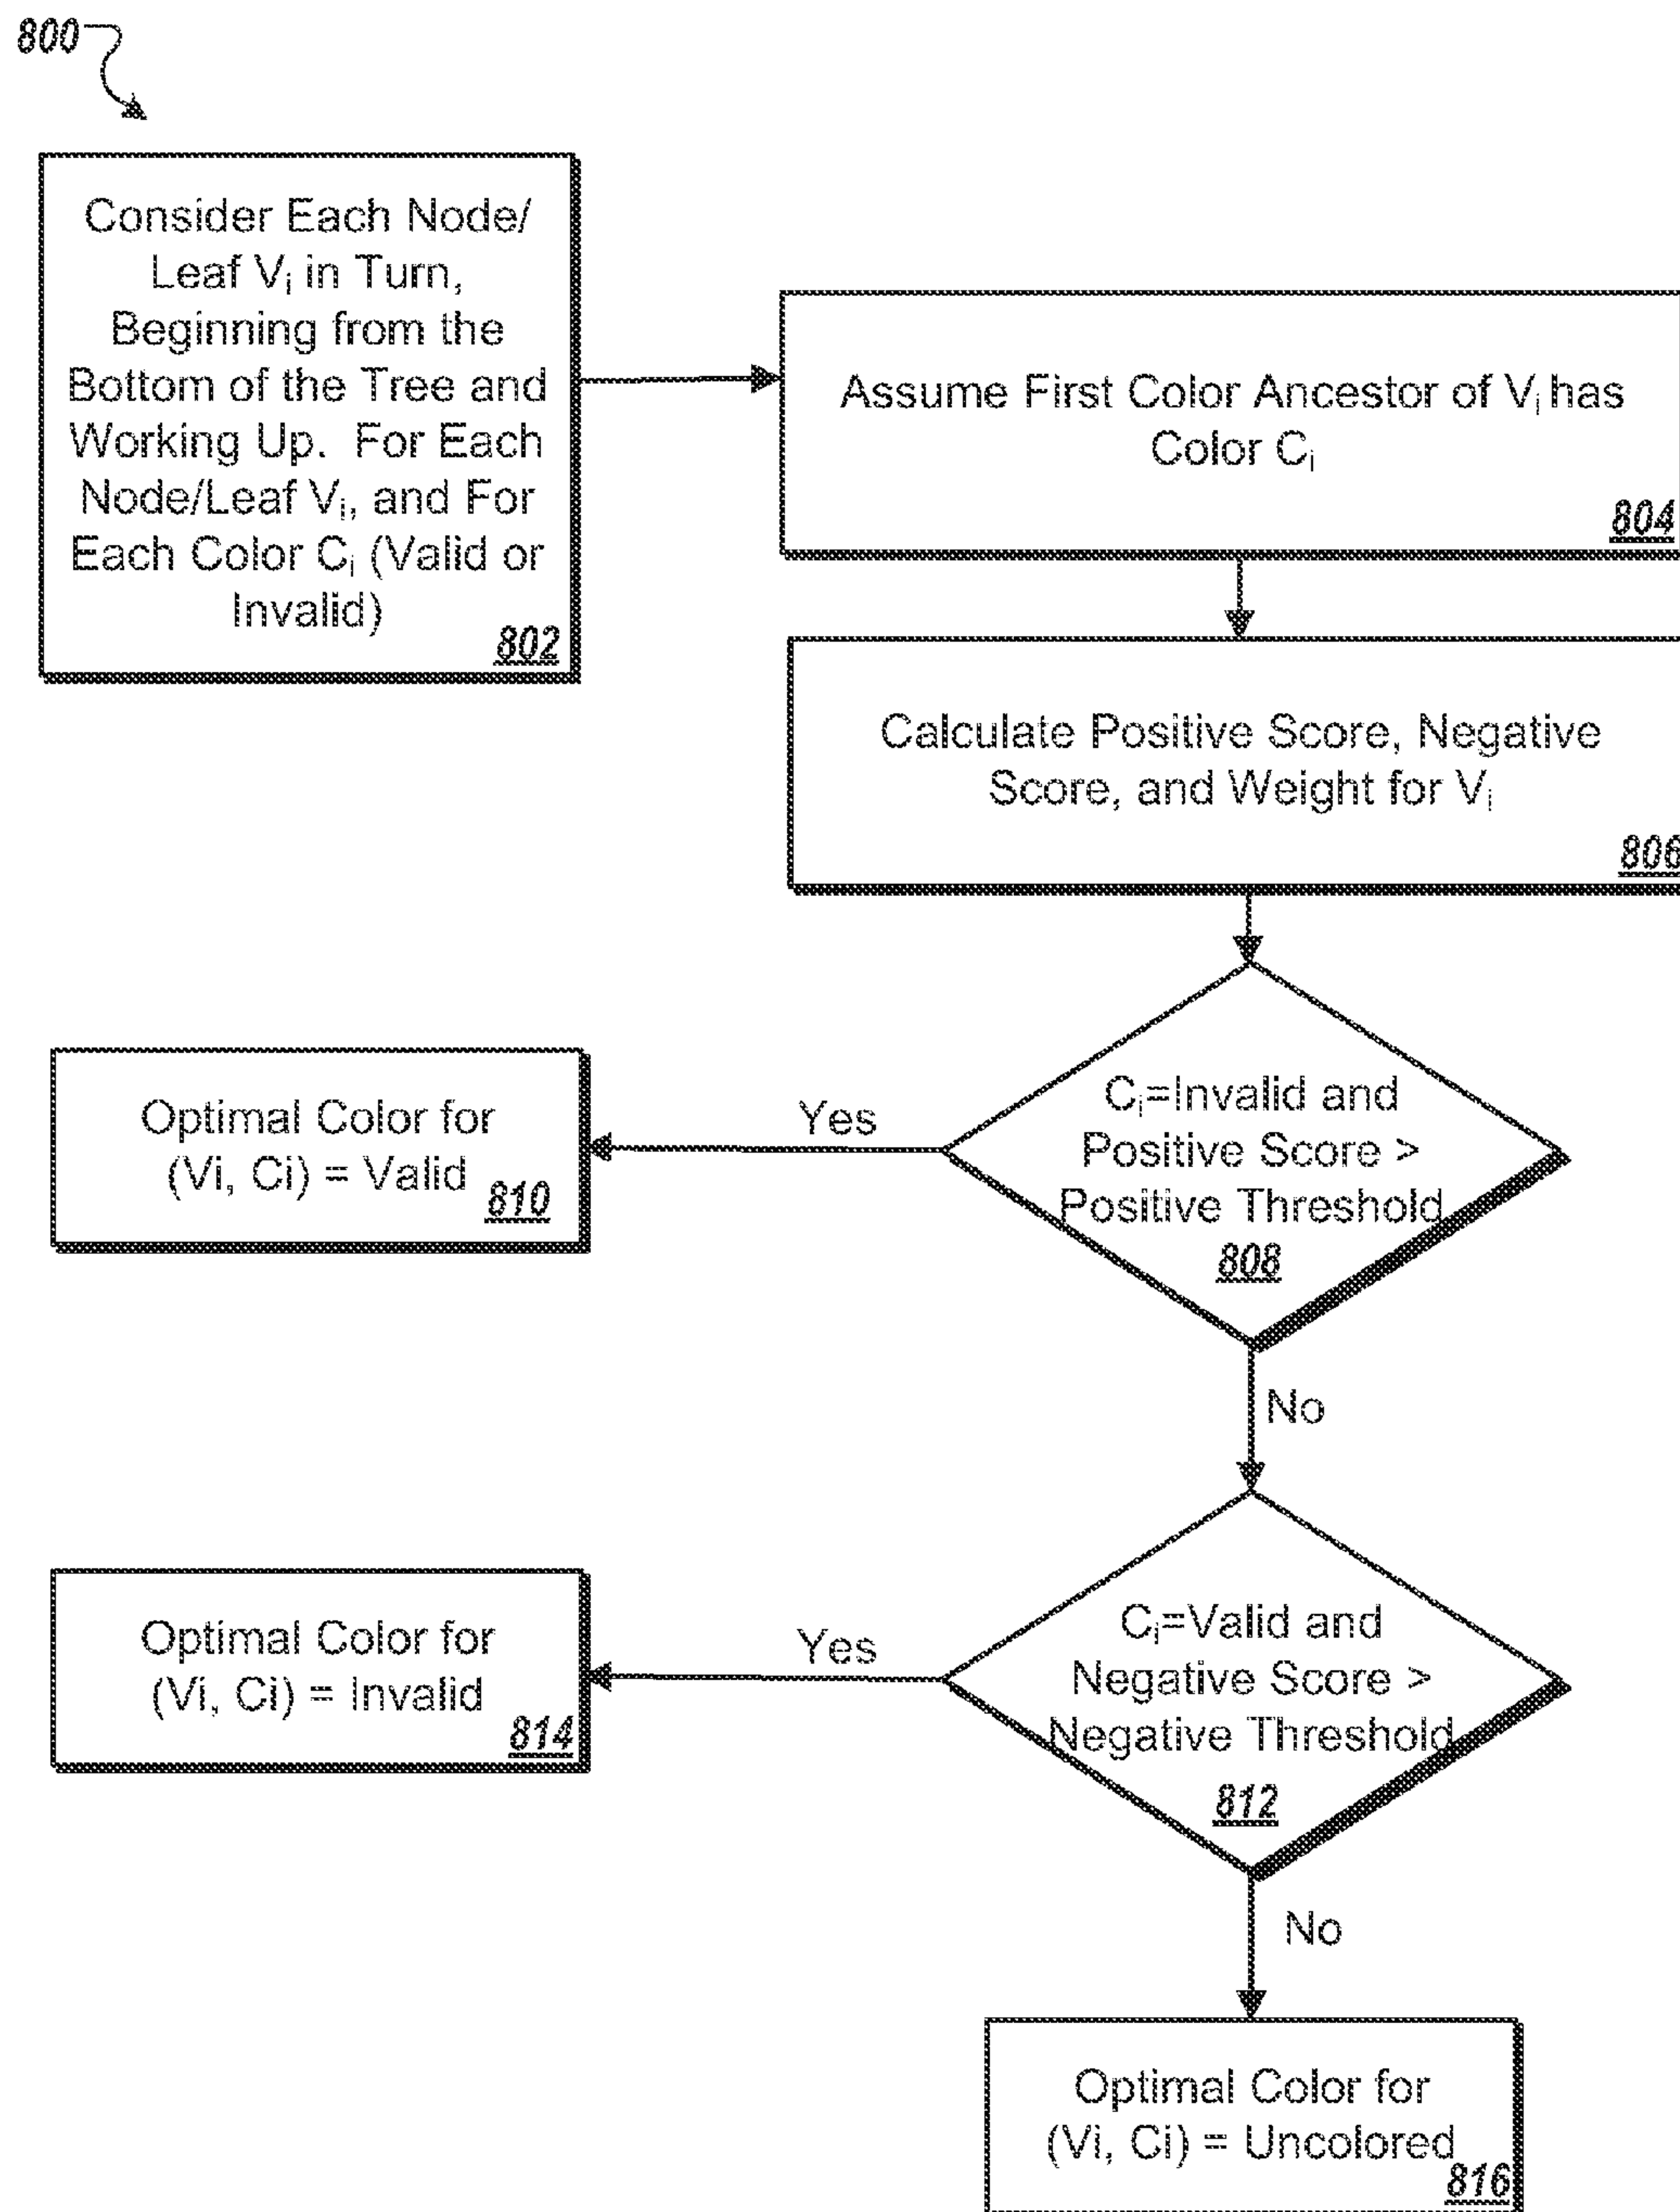 800
Consider Each Node/
Leaf Vi in Turn,
Beginning from the
Bottom of the Tree and
Working Up. For Each
Node/Leaf Vi, and For
Each Color Ci (Valid or
Invalid)
802
Assume First Color Ancestor of Vi has
Color Ci
804
Calculate Positive Score, Negative
Score, and Weight for Vi
806
Ci=Invalid and
Positive Score >
Positive Threshold
808
Yes
Optimal Color for
(Vi, Ci) = Valid
810
No
Ci=Valid and
Negative Score >
Negative Threshold
812
Yes
Optimal Color for
(Vi, Ci) = Invalid
814
No
Optimal Color for
(Vi, Ci) = Uncolored
816